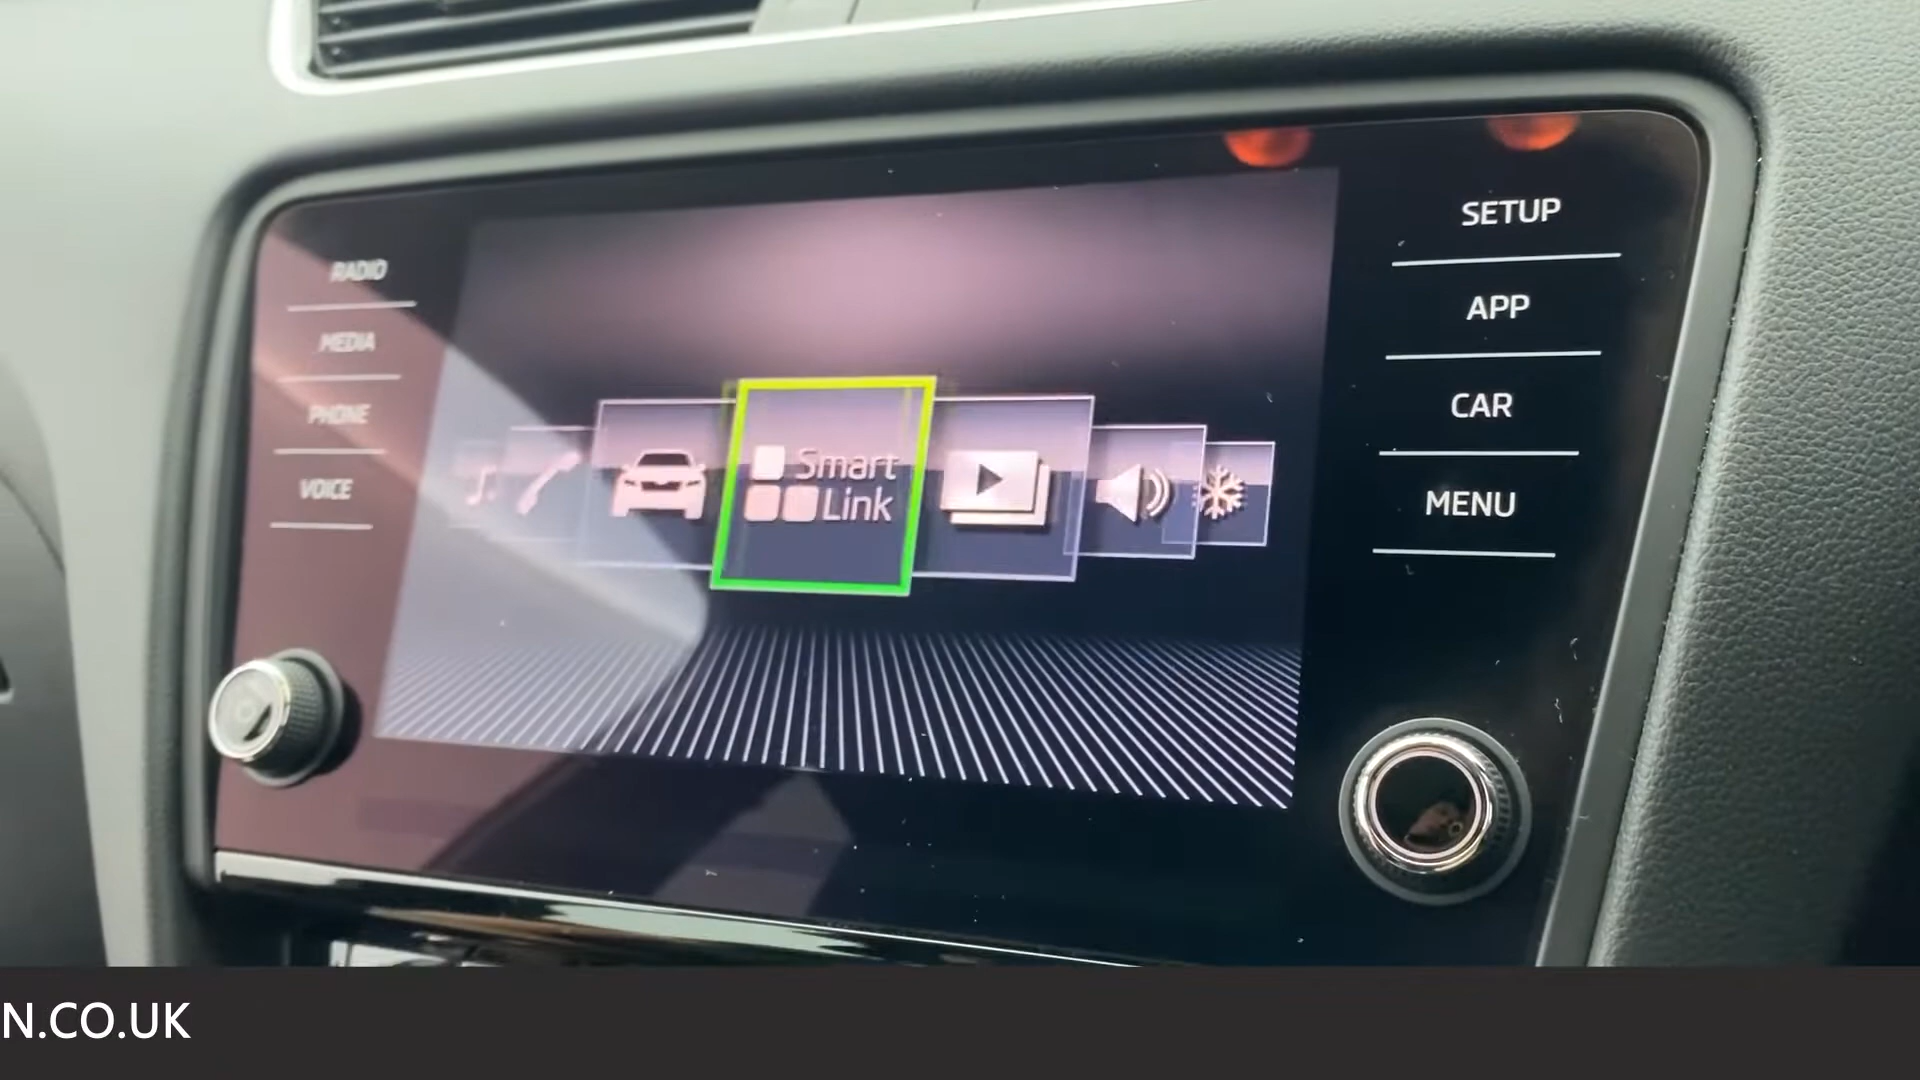 RADIO
MEDIA
PHONE
VOICE
Smart
Link
SETUP
APP
CAR
MENU
N.CO.UK